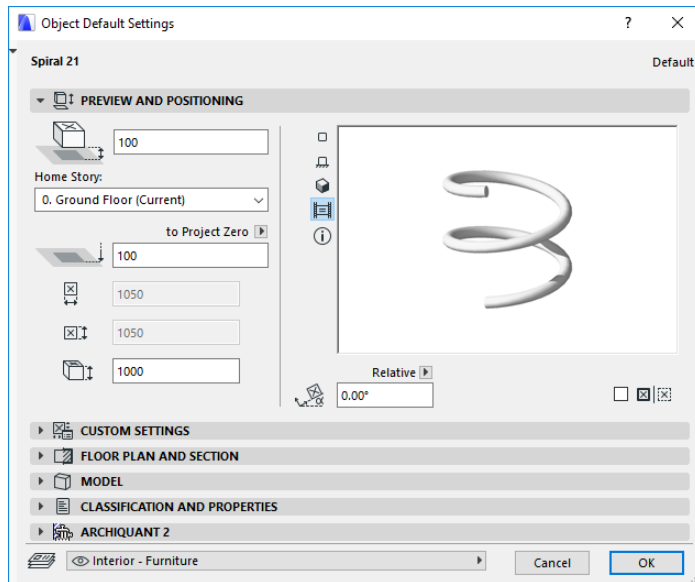 Object Default Settings
?
Spiral 21
Default
PREVIEW AND POSITIONING
100
Home Story:
0. Ground Floor (Current)
to Project Zero
100
1050
1050
1000
Relative
α
0.00°
CUSTOM SETTINGS
FLOOR PLAN AND SECTION
MODEL
CLASSIFICATION AND PROPERTIES
ARCHIQUANT 2
Interior - Furniture
Cancel
OK